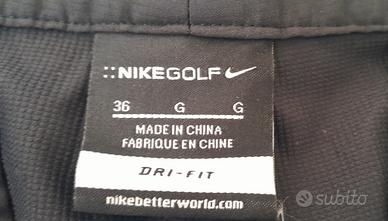 ::NIKEGOLF
36 G G
MADE IN CHINA
FABRIQUE EN CHINE
DRI-FIT
nikebetterworld.com
subito